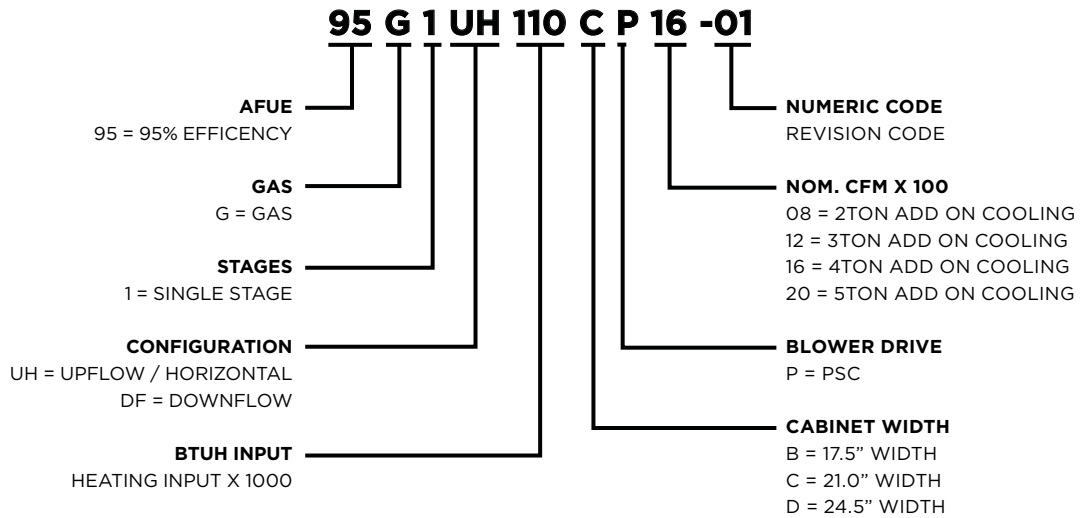 95 G 1 UH 110 C P 16 -01
AFUE
95 = 95% EFFICENCY
GAS
G = GAS
STAGES
1 = SINGLE STAGE
CONFIGURATION
UH = UPFLOW / HORIZONTAL
DF = DOWNFLOW
BTUH INPUT
HEATING INPUT X 1000
NUMERIC CODE
REVISION CODE
NOM. CFM X 100
08 = 2TON ADD ON COOLING
12 = 3TON ADD ON COOLING
16 = 4TON ADD ON COOLING
20 = 5TON ADD ON COOLING
BLOWER DRIVE
P = PSC
CABINET WIDTH
B = 17.5” WIDTH
C = 21.0” WIDTH
D = 24.5” WIDTH